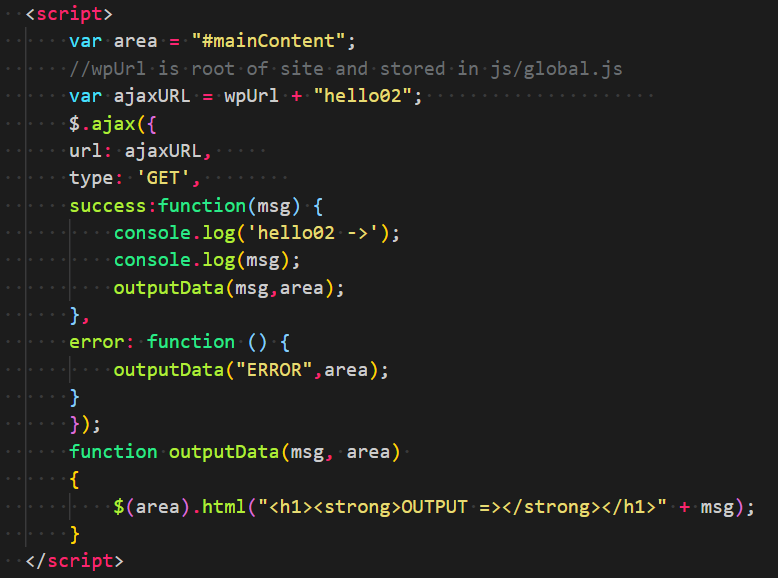 <script>
var area = "#mainContent";
//wpUrl is root of site and stored in js/global.js
var ajaxURL = wpUrl + "hello02";
$.ajax({
url: ajaxURL,
type: 'GET',
success:function(msg) {
console.log('hello02 ->');
console.log(msg);
outputData(msg,area);
},
error: function () {
outputData("ERROR",area);
}
});
function outputData(msg, area)
{
$(area).html("<h1><strong>OUTPUT =></strong></h1>" + msg);
}
</script>